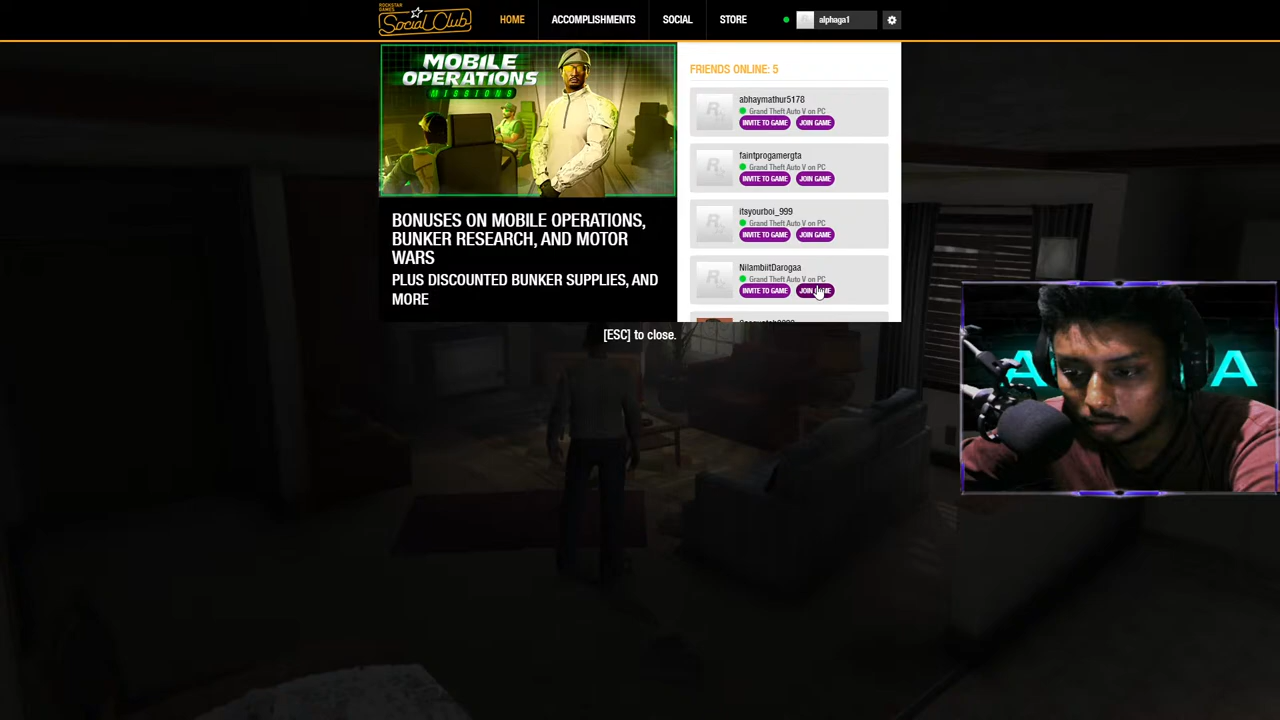 ROCKSTAR
GAMES
Social Club
HOME
ACCOMPLISHMENTS
SOCIAL
STORE
alphaga1
MOBILE
OPERATIONS
MISSIONS
BONUSES ON MOBILE OPERATIONS,
BUNKER RESEARCH, AND MOTOR
WARS
PLUS DISCOUNTED BUNKER SUPPLIES, AND
MORE
FRIENDS ONLINE: 5
abhaymathur5178
Grand Theft Auto V on PC
INVITE TO GAME JOIN GAME
faintprogamergta
Grand Theft Auto V on PC
INVITE TO GAME JOIN GAME
itsyourboi_999
Grand Theft Auto V on PC
INVITE TO GAME JOIN GAME
NilambiitDarogaa
Grand Theft Auto V on PC
INVITE TO GAME JOIN
[ESC] to close.
A
A